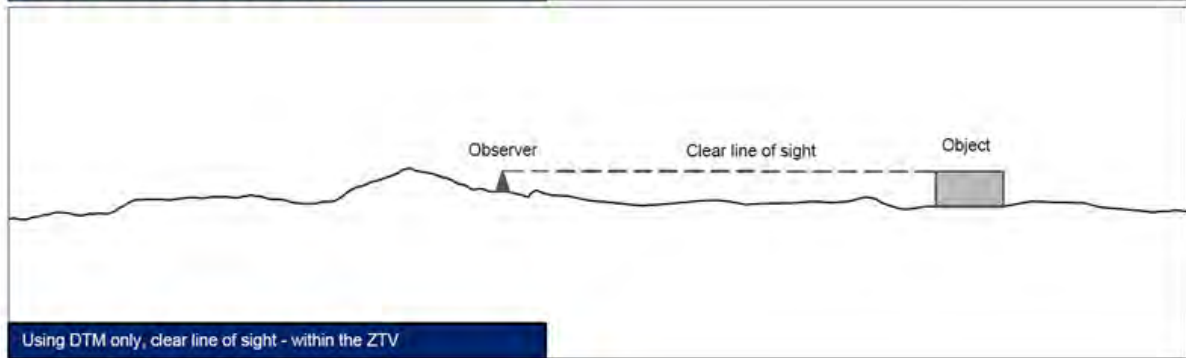 Observer
Clear line of sight
Object
Using DTM only, clear line of sight - within the ZTV